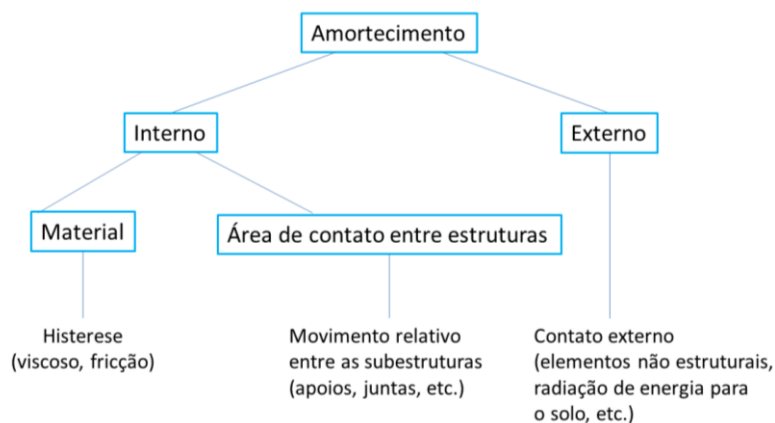 Amortecimento
Interno
Externo
Material
Área de contato entre estruturas
Histerese
(viscoso, fricção)
Movimento relativo
entre as subestruturas
(apoios, juntas, etc.)
Contato externo
(elementos não estruturais,
radiação de energia para
o solo, etc.)